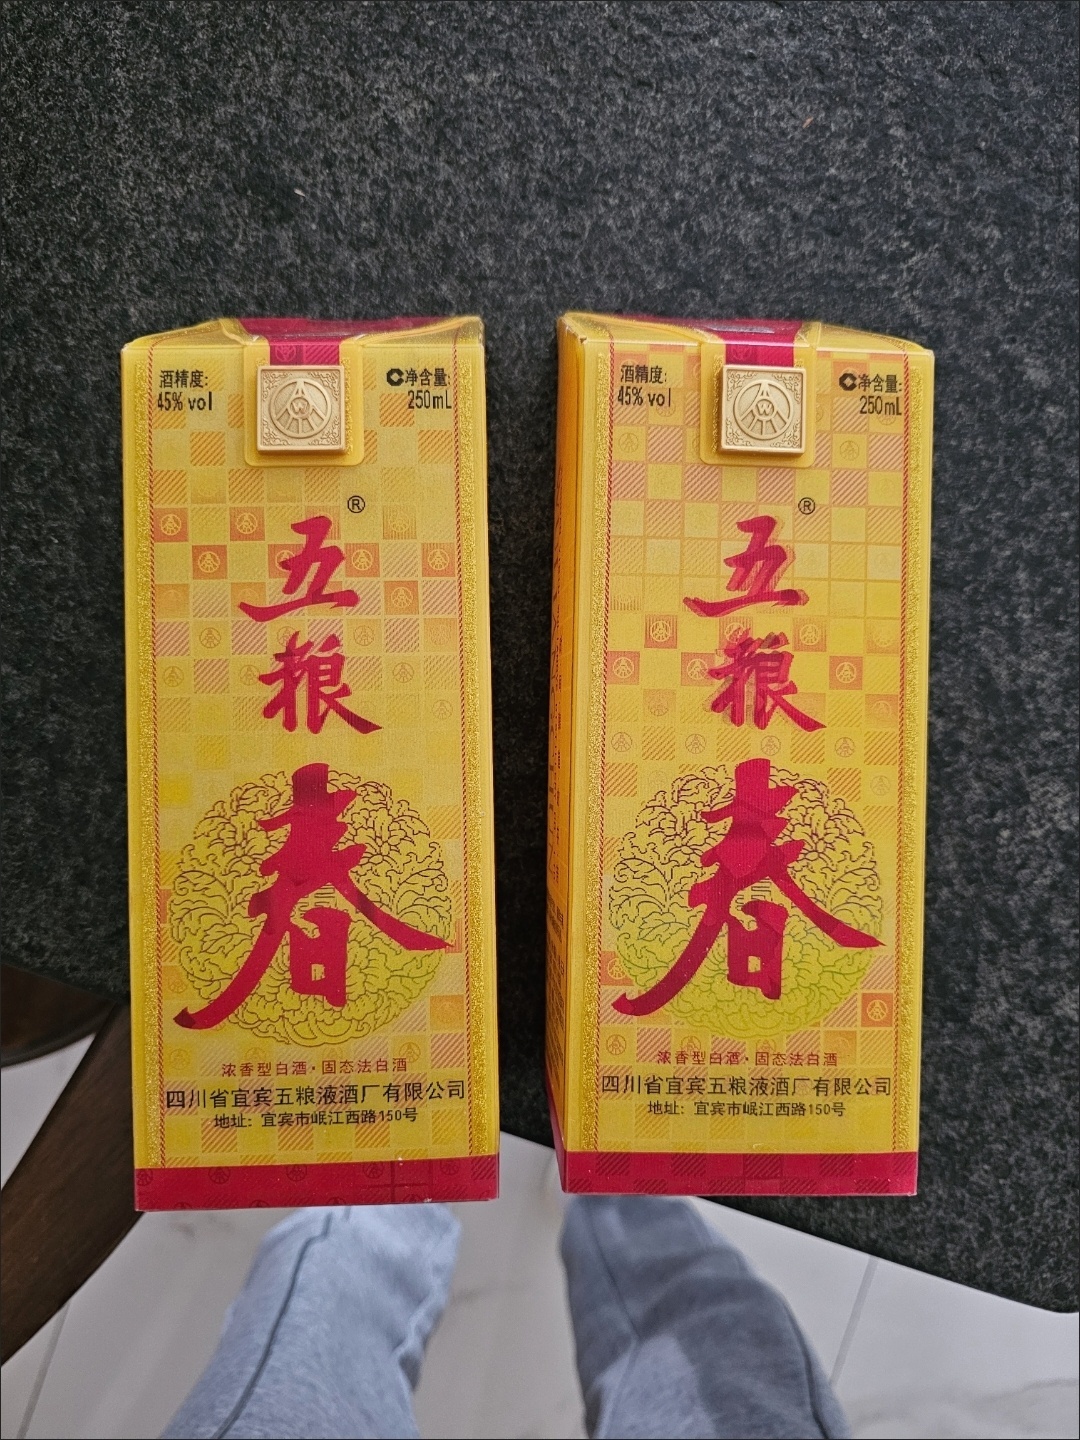 酒精度:
45% vol
净含量:
250mL
W
®
五
粮
春
浓香型白酒·固态法白酒
四川省宜宾五粮液酒厂有限公司
地址: 宜宾市岷江西路150号
酒精度:
45% vol
净含量:
250mL
W
®
五
粮
春
浓香型白酒·固态法白酒
四川省宜宾五粮液酒厂有限公司
地址: 宜宾市岷江西路150号